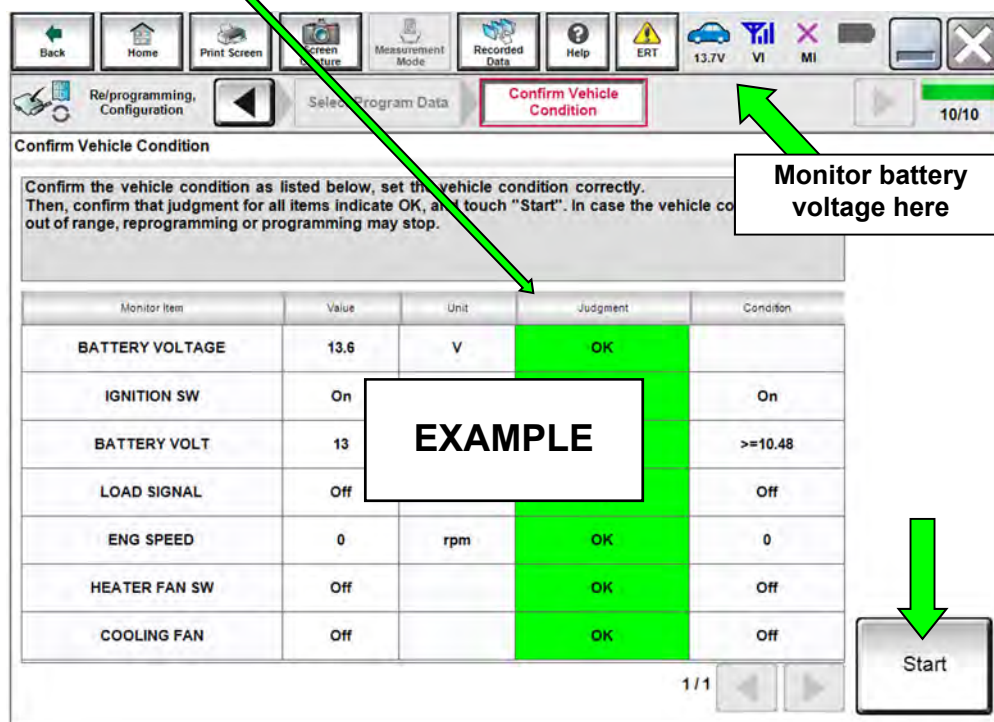 Back
Home
Print Screen
Screen
Capture
Measurement
Mode
Recorded
Data
Help
ERT
13.7V
VI
MI
Re/programming,
Configuration
Select Program Data
Confirm Vehicle
Condition
10/10
Confirm Vehicle Condition
Monitor battery
voltage here
Confirm the vehicle condition as listed below, set the vehicle condition correctly.
Then, confirm that judgment for all items indicate OK, and touch "Start". In case the vehicle co
out of range, reprogramming or programming may stop.
Monitor Item Value Unit Judgment Condition
BATTERY VOLTAGE 13.6 V OK
IGNITION SW On On
BATTERY VOLT 13 >=10.48
EXAMPLE
LOAD SIGNAL Off Off
ENG SPEED 0 rpm OK 0
HEATER FAN SW Off OK Off
COOLING FAN Off OK Off
1/1
Start